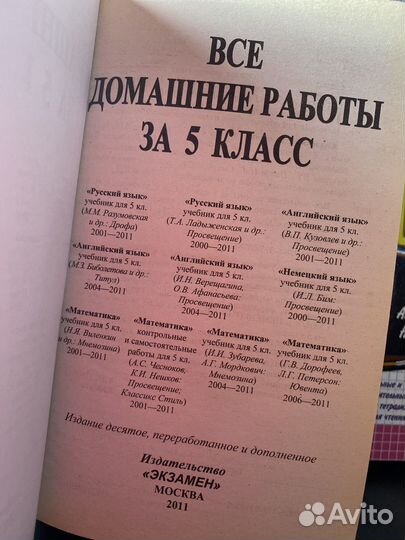 ВСЕ
ДОМАШНИЕ РАБОТЫ
ЗА 5 КЛАСС
«Русский язык»
учебник для 5 кл.
(М.М. Разумовская
и др.: Дрофа)
2001—2011
«Русский язык»
учебник для 5 кл.
(Т.А. Ладыженская и др.:
Просвещение)
2000—2011
«Английский язык»
учебник для 5 кл.
(В.П. Кузовлев и др.:
Просвещение)
2001—2011
«Английский язык»
учебник для 5 кл.
(М.З. Биболетова и др.:
Титул)
2004—2011
«Английский язык»
учебник для 5 кл.
(И.Н. Верещагина,
О.В. Афанасьева:
Просвещение)
2004—2011
«Немецкий язык»
учебник для 5 кл.
(И.Л. Бим:
Просвещение)
2000—2011
«Математика»
учебник для 5 кл.
(Н.Я. Виленкин
и др.: Мнемозина)
2001—2011
«Математика»
контрольные
и самостоятельные
работы для 5 кл.
(А.С. Чесноков,
К.И. Нешков:
Просвещение;
Классикс Стиль)
2001—2011
«Математика»
учебник для 5 кл.
(И.И. Зубарева,
А.Г. Мордкович:
Мнемозина)
2004—2011
«Математика»
учебник для 5 кл.
(Г.В. Дорофеев,
Л.Г. Петерсон:
Ювента)
2006—2011
Издание десятое, переработанное и дополненное
Издательство
«ЭКЗАМЕН»
МОСКВА
2011
Avito